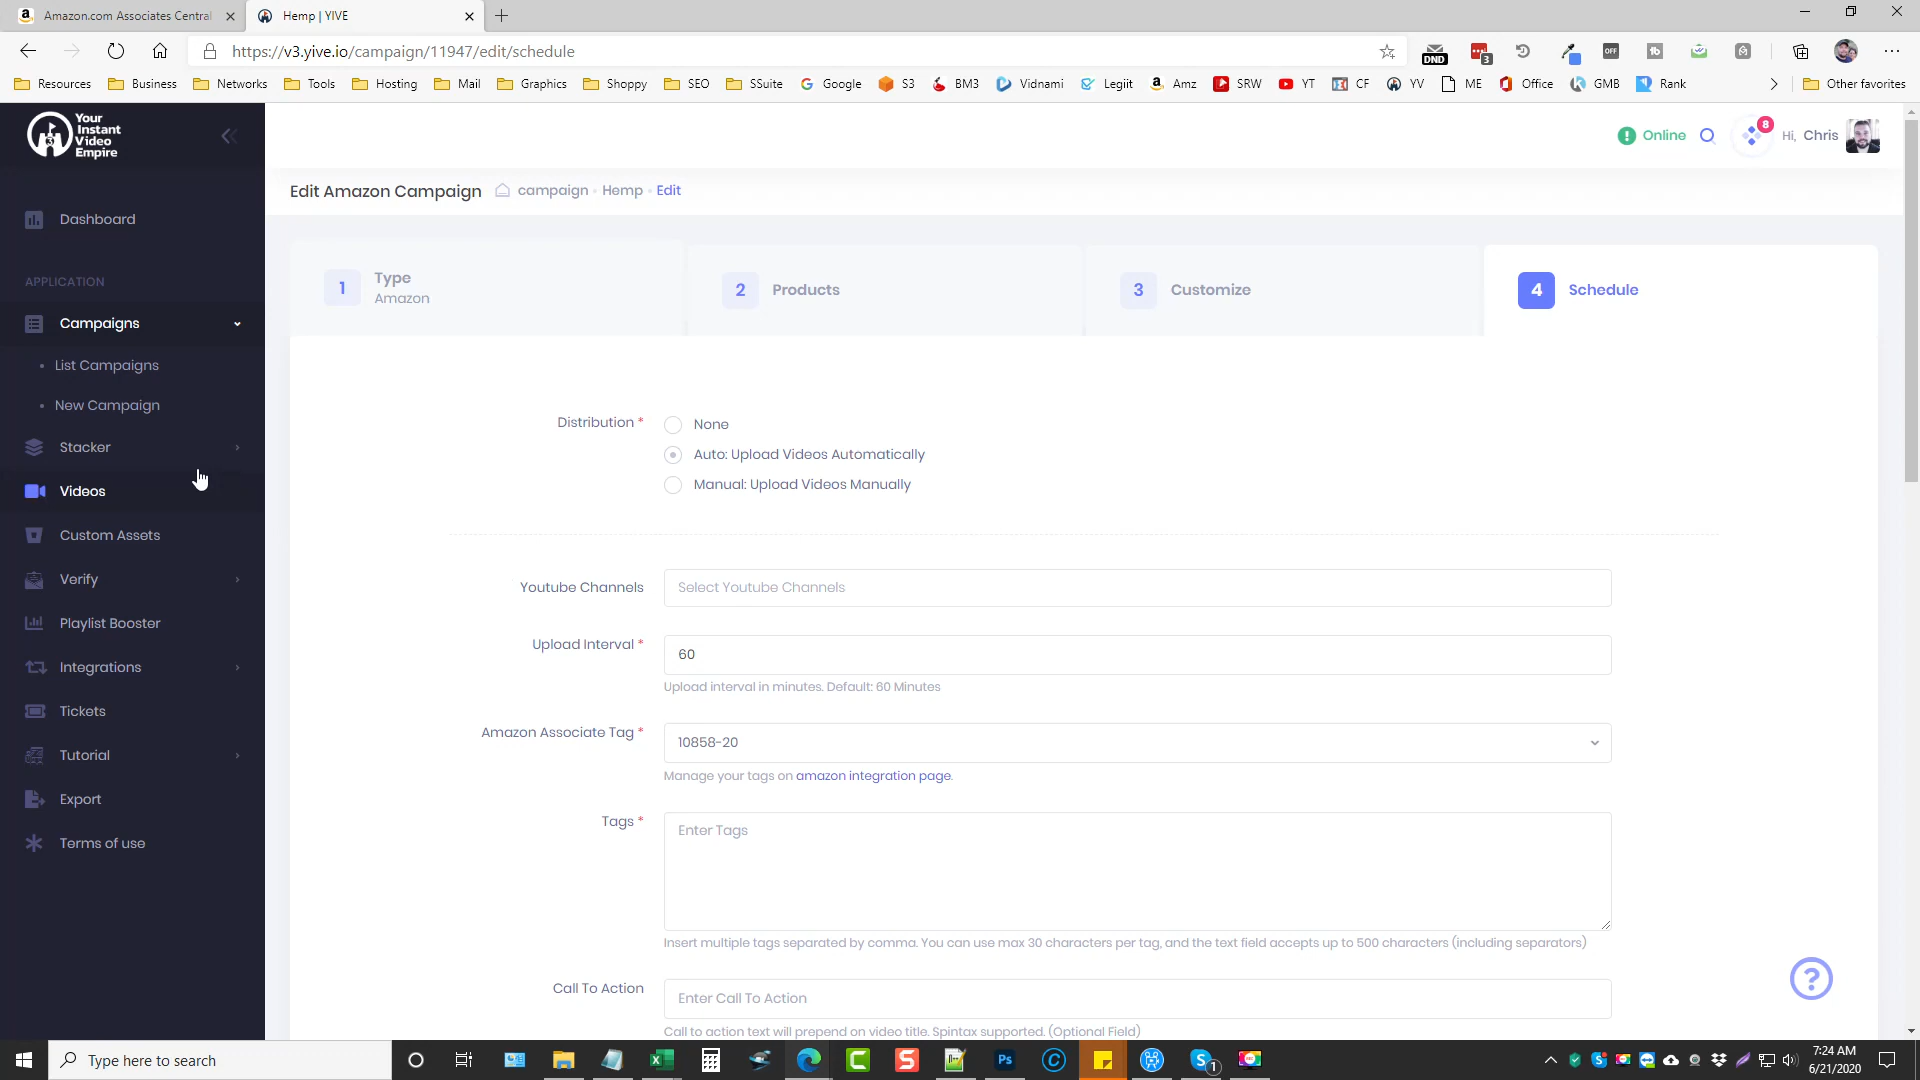 Amazon.com Associates Central
Hemp | YIVE
https://v3.yive.io/campaign/11947/edit/schedule
DND
3
OFF
Resources
Business
Networks
Tools
Hosting
Mail
Graphics
Shoppy
SEO
SSuite
Google
S3
BM3
Vidnami
Legiit
Amz
SRW
YT
CF
YV
ME
Office
GMB
Rank
Other favorites
Your
Instant
Video
Empire
Online
8
Hi, Chris
Edit Amazon Campaign
campaign
Hemp
Edit
Dashboard
APPLICATION
Campaigns
List Campaigns
New Campaign
Stacker
Videos
Custom Assets
Verify
Playlist Booster
Integrations
Tickets
Tutorial
Export
Terms of use
1
Type
Amazon
2
Products
3
Customize
4
Schedule
Distribution *
None
Auto: Upload Videos Automatically
Manual: Upload Videos Manually
Youtube Channels
Select Youtube Channels
Upload Interval *
60
Upload interval in minutes. Default: 60 Minutes
Amazon Associate Tag *
10858-20
Manage your tags on amazon integration page.
Tags *
Enter Tags
Insert multiple tags separated by comma. You can use max 30 characters per tag, and the text field accepts up to 500 characters (including separators)
Call To Action
Enter Call To Action
Call to action text will prepend on video title. Spintax supported. (Optional Field)
?
Type here to search
Ps
1
7:24 AM
6/21/2020